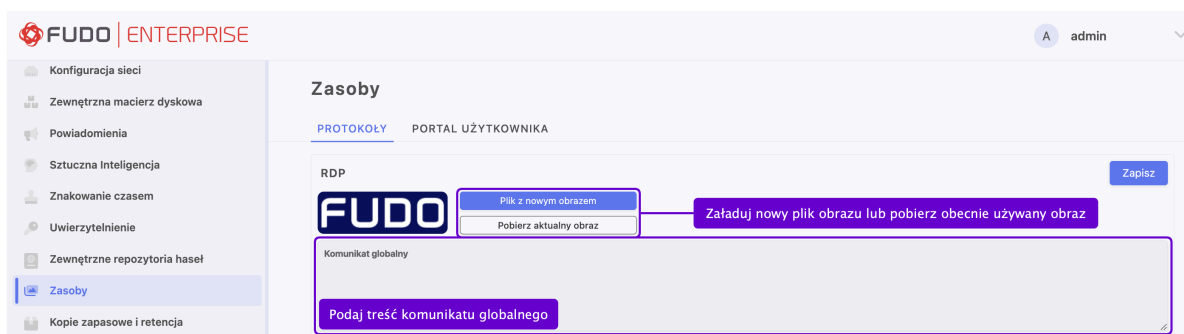 FUDO ENTERPRISE
A admin
Konfiguracja sieci
Zewnętrzna macierz dyskowa
Powiadomienia
Sztuczna Inteligencja
Znakowanie czasem
Uwierzytelnienie
Zewnętrzne repozytoria haseł
Zasoby
Kopie zapasowe i retencja
Zasoby
PROTOKOŁY PORTAL UŻYTKOWNIKA
RDP
Zapisz
FUDO
Plik z nowym obrazem
Pobierz aktualny obraz
Załaduj nowy plik obrazu lub pobierz obecnie używany obraz
Komunikat globalny
Podaj treść komunikatu globalnego